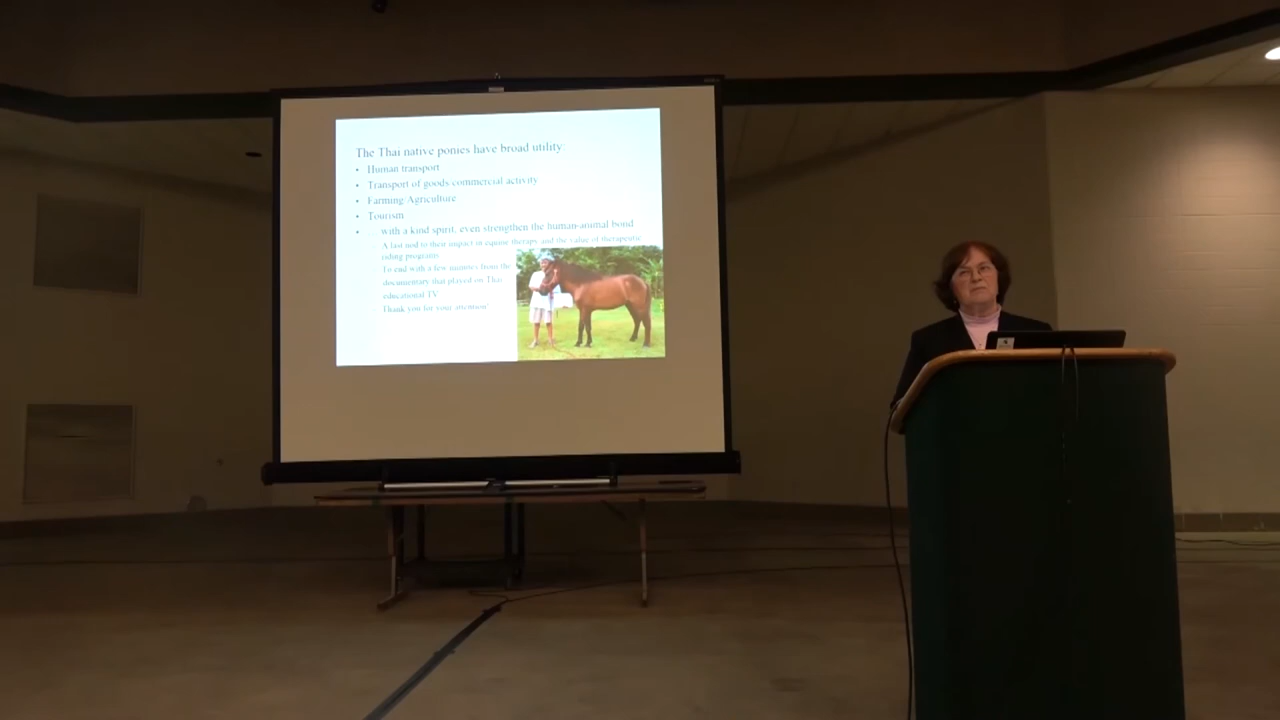 The Thai native ponies have broad utility:
• Human transport
• Transport of goods/commercial activity
• Farming Agriculture
• Tourism
• ... with a kind spirit, even strengthen the human-animal bond
A last nod to their impact in equine therapy and the value of therapeutic
riding programs
To end with a few minutes from the
documentary that played on Thai
educational TV
Thank you for your attention!